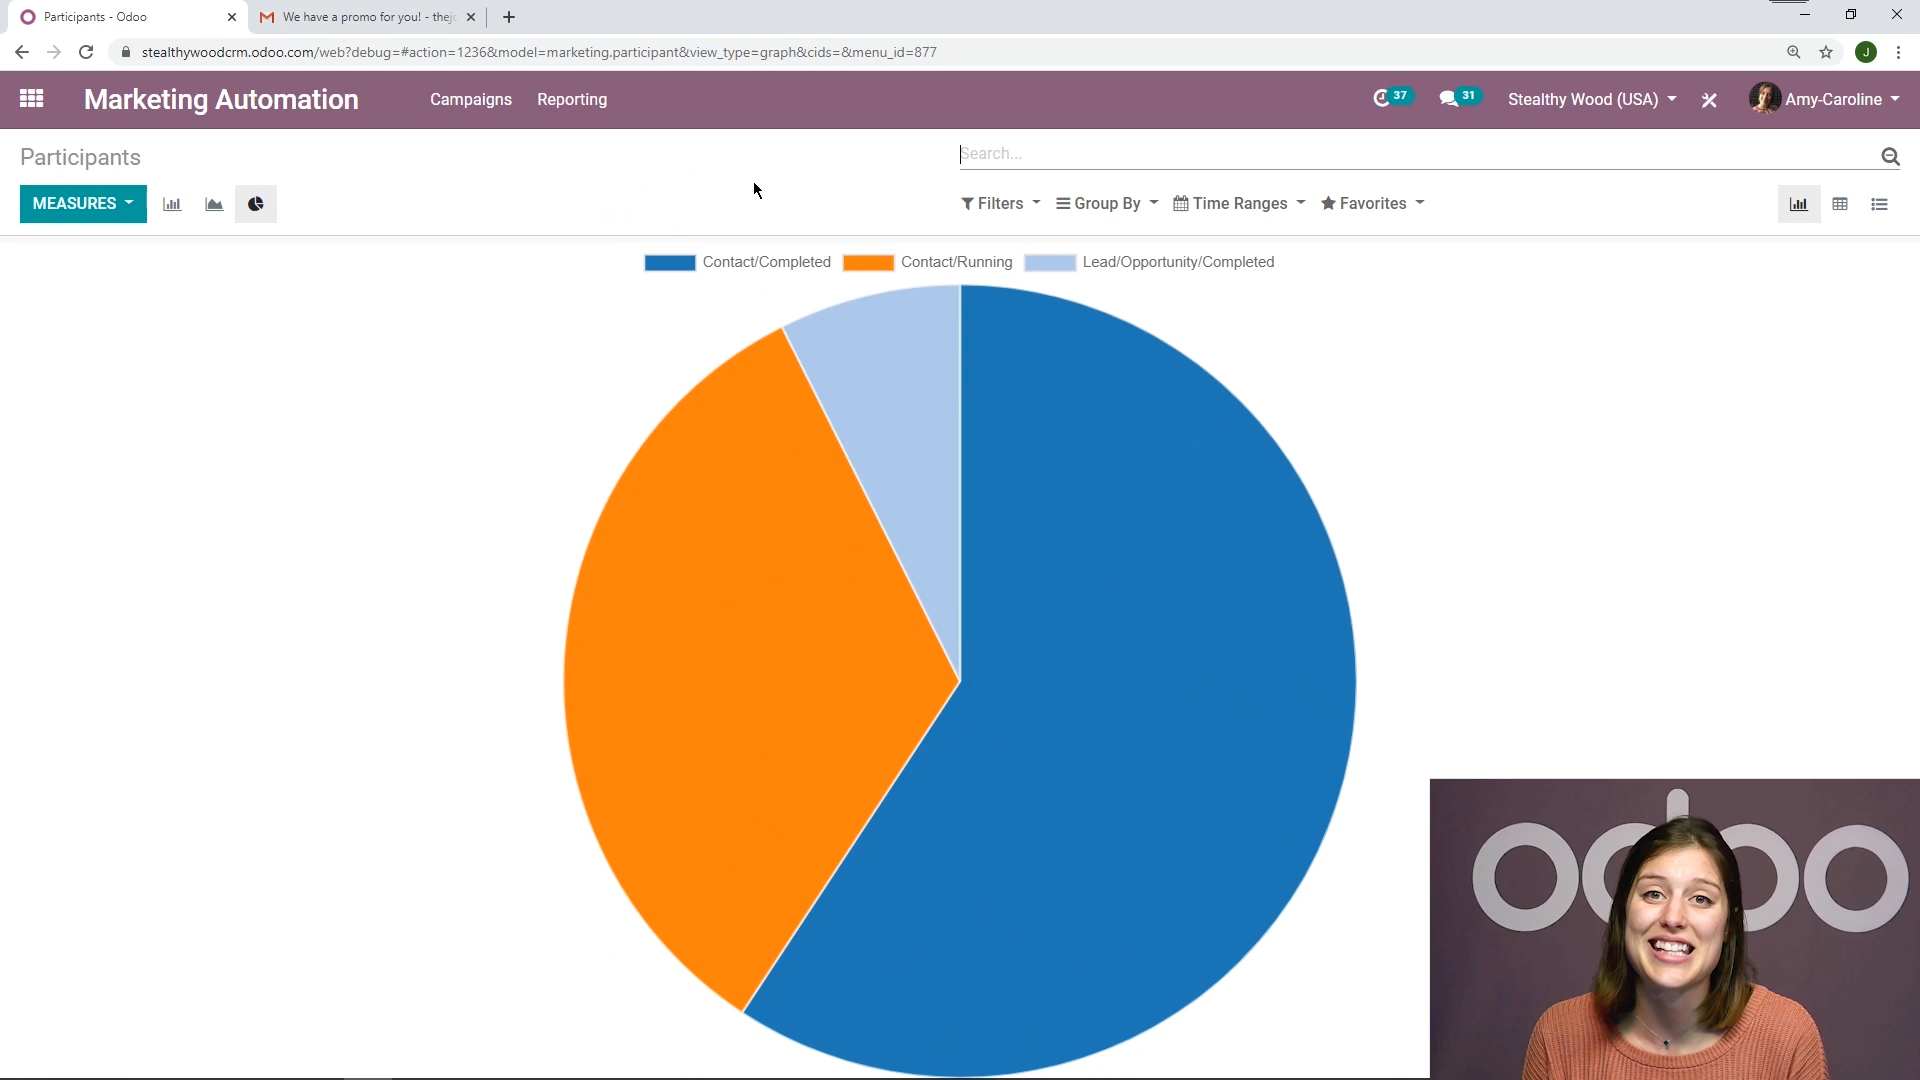 Participants - Odoo
We have a promo for you! - thejo
stealthywoodcrm.odoo.com/web?debug=#action=1236&model=marketing.participant&view_type=graph&cids=&menu_id=877
J
Marketing Automation
Campaigns
Reporting
37
31
Stealthy Wood (USA)
Amy-Caroline
Participants
Search...
MEASURES
Filters
Group By
Time Ranges
Favorites
Contact/Completed
Contact/Running
Lead/Opportunity/Completed
odoo